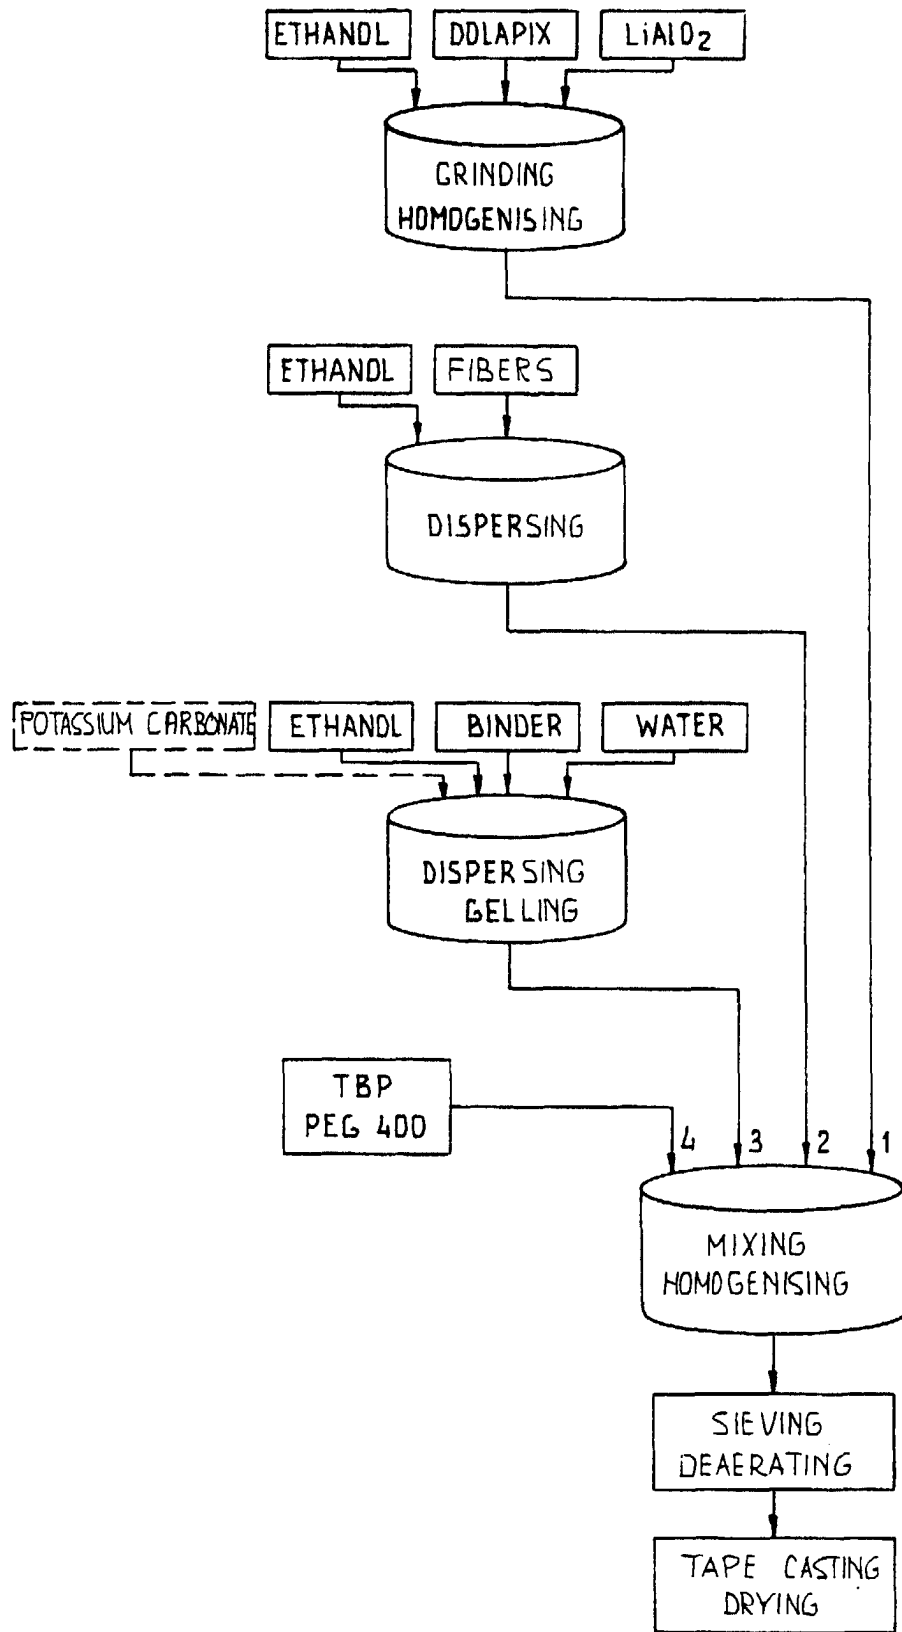 ETHANOL
DOLAPIX
LiAlO2
GRINDING
HOMOGENISING
ETHANOL
FIBERS
DISPERSING
POTASSIUM CARBONATE
ETHANOL
BINDER
WATER
DISPERSING
GELLING
TBP
PEG 400
4
3
2
1
MIXING
HOMOGENISING
SIEVING
DEAERATING
TAPE CASTING
DRYING